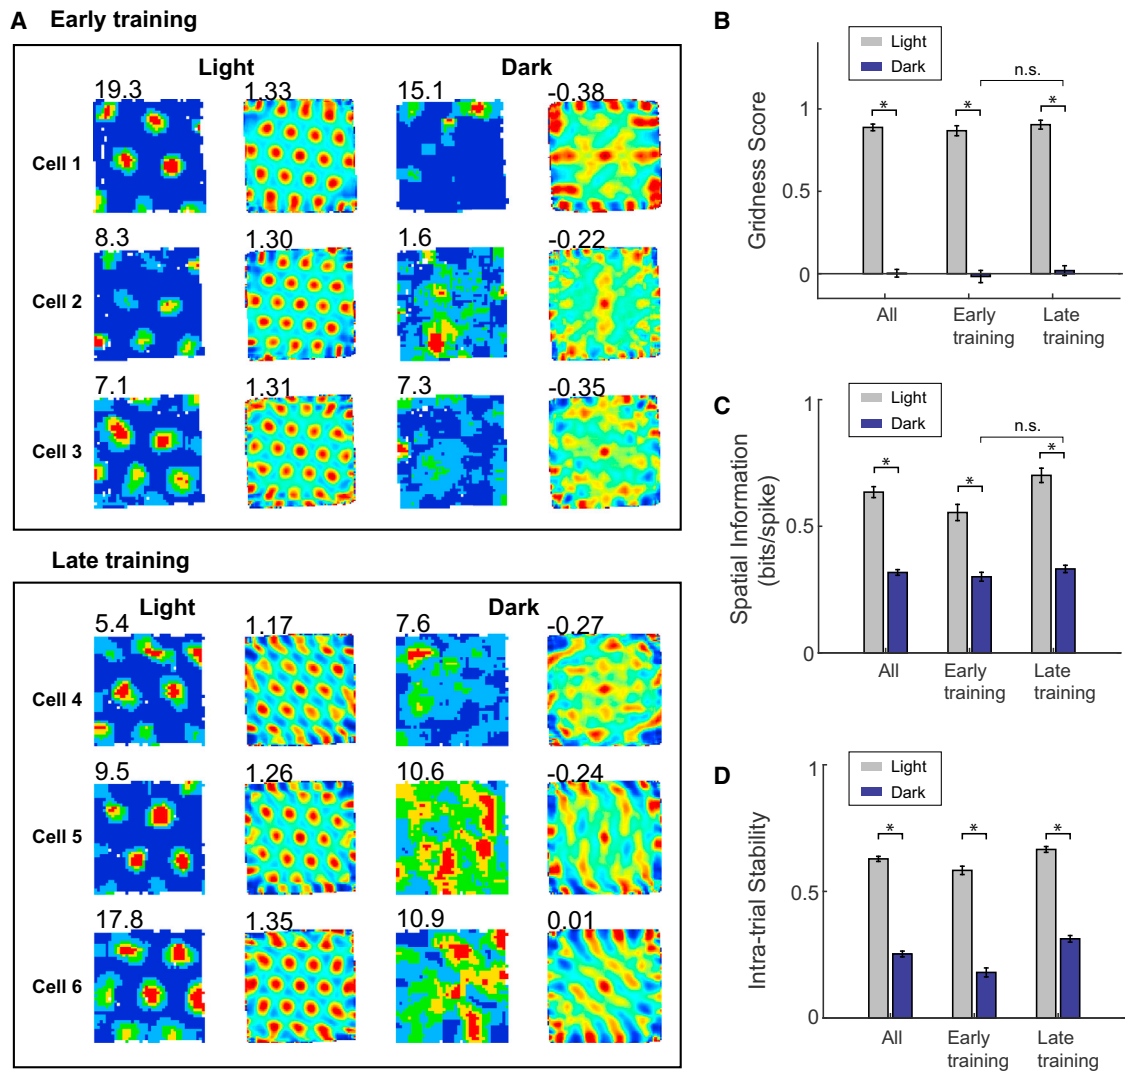 A Early training
Light Dark
19.3 1.33 15.1 -0.38
Cell 1
8.3 1.30 1.6 -0.22
Cell 2
7.1 1.31 7.3 -0.35
Cell 3
Late training
Light Dark
5.4 1.17 7.6 -0.27
Cell 4
9.5 1.26 10.6 -0.24
Cell 5
17.8 1.35 10.9 0.01
Cell 6
B
Light
Dark
n.s.
* * *
Gridness Score
1
0.5
0
All Early training Late training
C
Light
Dark
n.s.
* * *
Spatial Information
(bits/spike)
1
0.5
0
All Early training Late training
D
Light
Dark
* * *
Intra-trial Stability
1
0.5
0
All Early training Late training